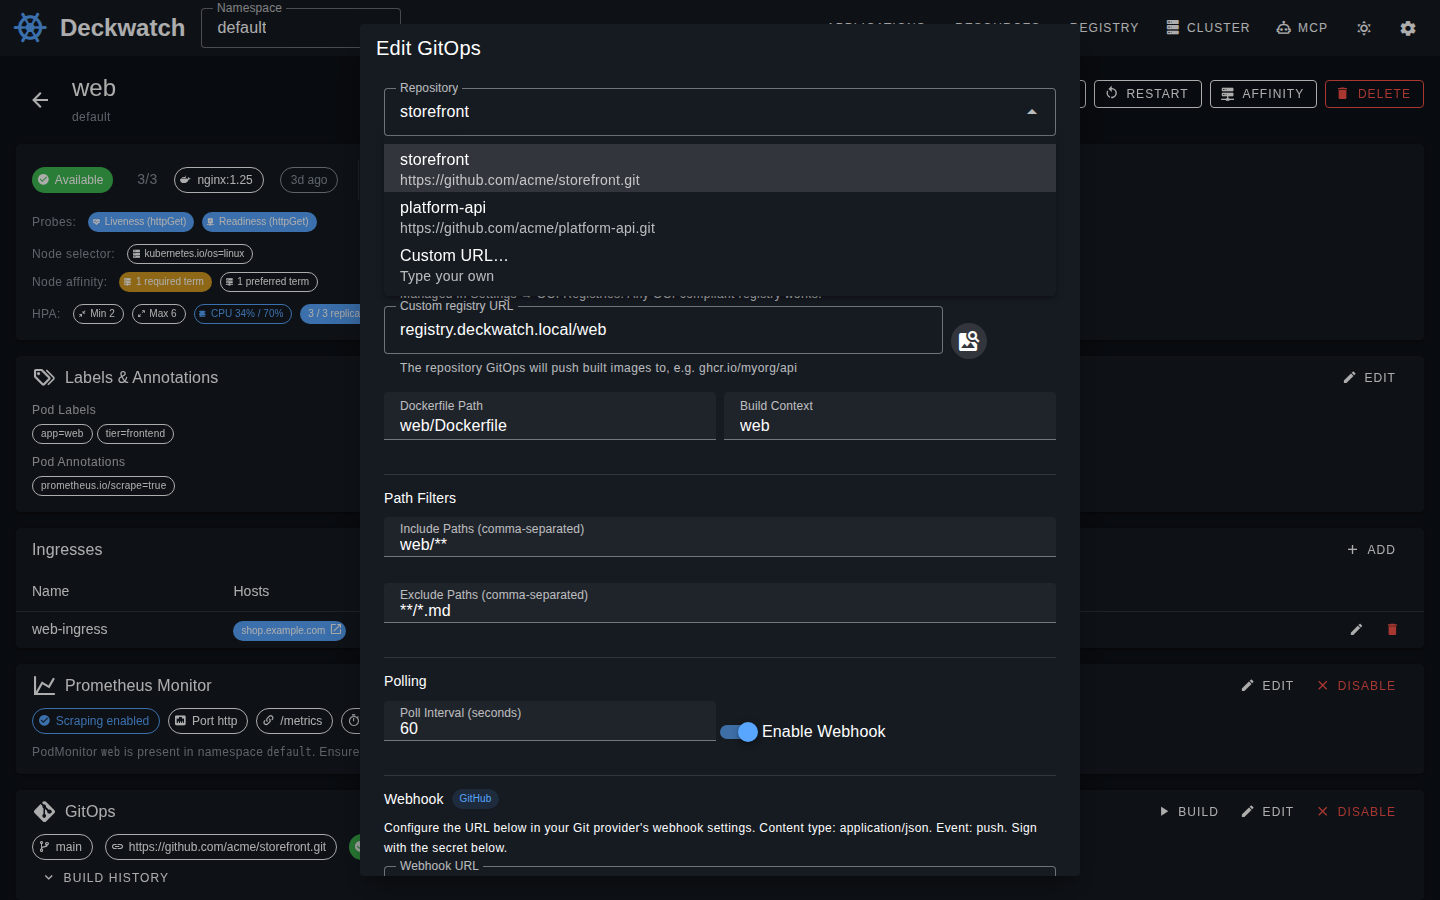 Deckwatch
Namespace
default
REGISTRY
CLUSTER
MCP
web
default
RESTART
AFFINITY
DELETE
Edit GitOps
Repository
storefront
storefront
https://github.com/acme/storefront.git
platform-api
https://github.com/acme/platform-api.git
Custom URL…
Type your own
Custom registry URL
registry.deckwatch.local/web
The repository GitOps will push built images to, e.g. ghcr.io/myorg/api
Dockerfile Path
web/Dockerfile
Build Context
web
Path Filters
Include Paths (comma-separated)
web/**
Exclude Paths (comma-separated)
**/*.md
Polling
Poll Interval (seconds)
60
Enable Webhook
Webhook
GitHub
Configure the URL below in your Git provider's webhook settings. Content type: application/json. Event: push. Sign
with the secret below.
Webhook URL
Available
3/3
nginx:1.25
3d ago
Probes:
Liveness (httpGet)
Readiness (httpGet)
Node selector:
kubernetes.io/os=linux
Node affinity:
1 required term
1 preferred term
HPA:
Min 2
Max 6
CPU 34% / 70%
3 / 3 replica
Labels & Annotations
EDIT
Pod Labels
app=web
tier=frontend
Pod Annotations
prometheus.io/scrape=true
Ingresses
ADD
Name
Hosts
web-ingress
shop.example.com
Prometheus Monitor
EDIT
DISABLE
Scraping enabled
Port http
/metrics
PodMonitor web is present in namespace default. Ensure
GitOps
BUILD
EDIT
DISABLE
main
https://github.com/acme/storefront.git
BUILD HISTORY